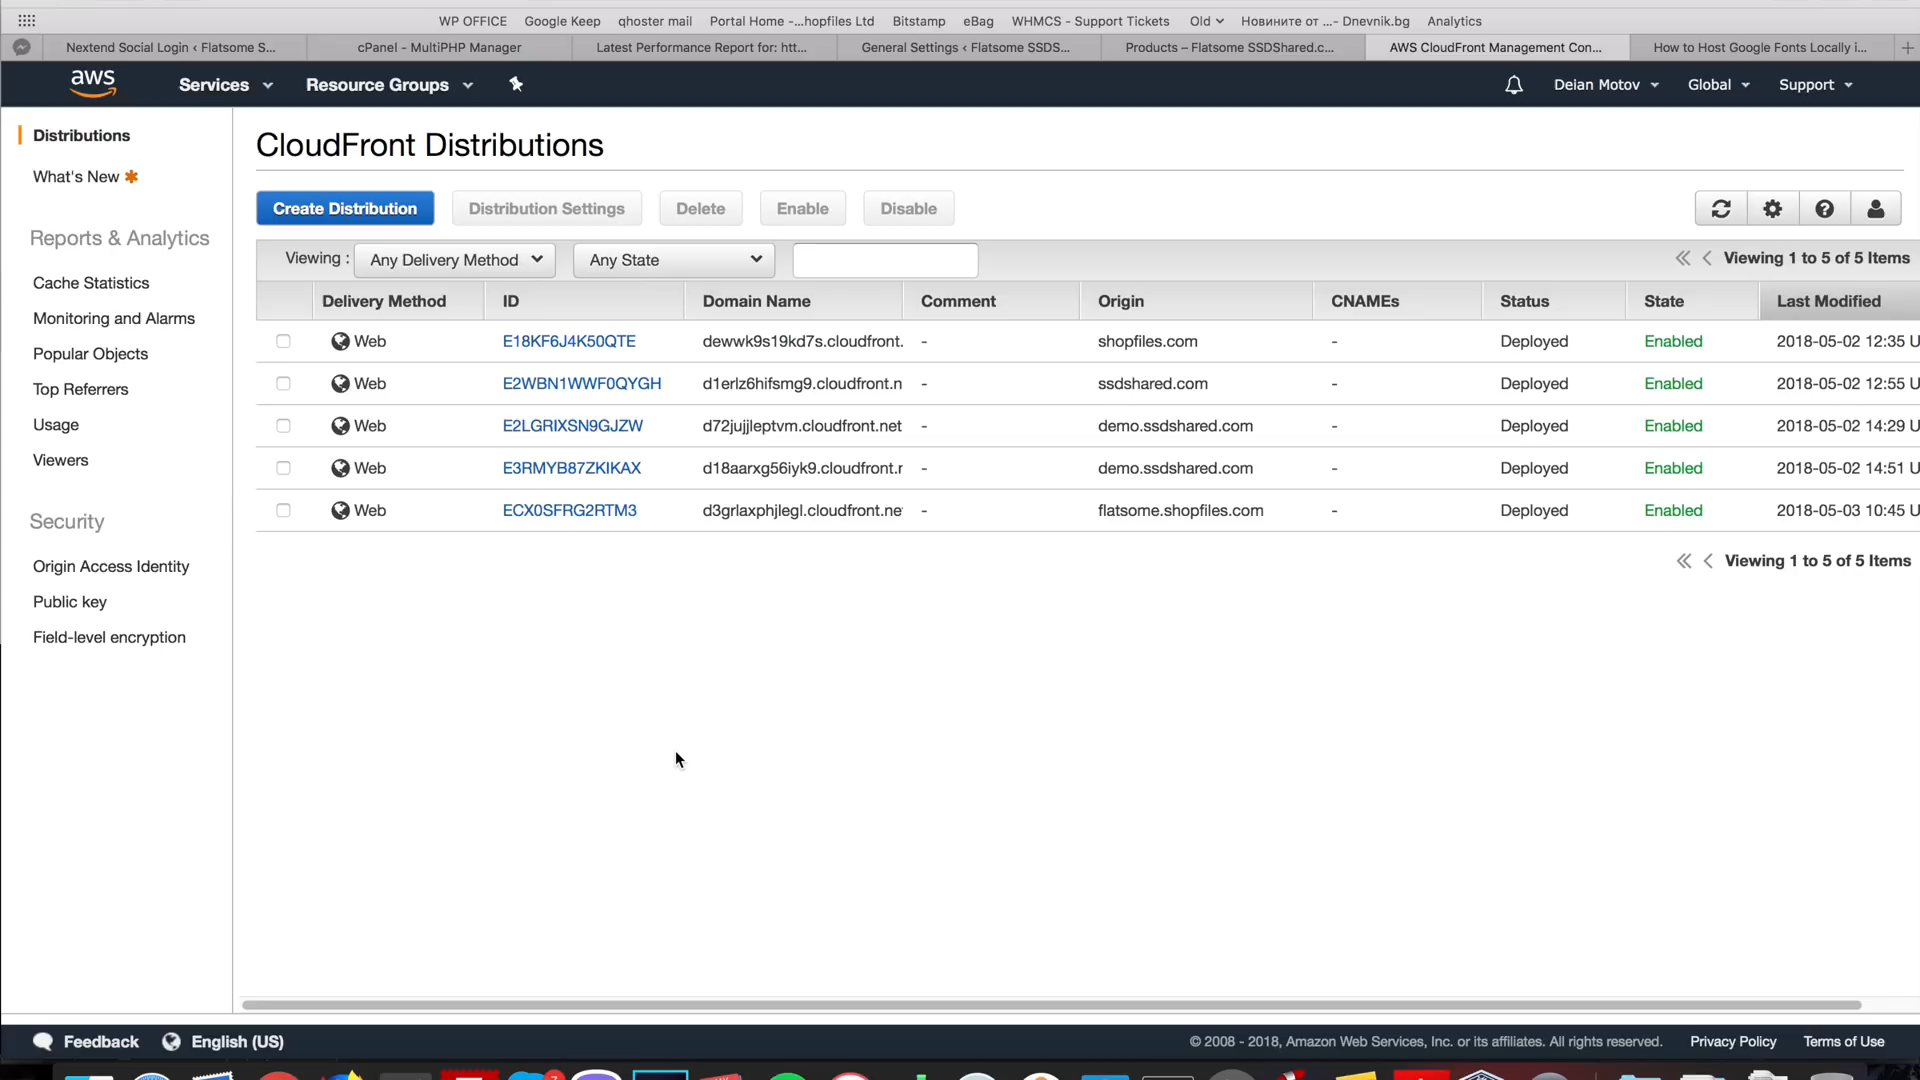 WP OFFICE Google Keep qhoster mail Portal Home -...hopfiles Ltd Bitstamp eBag WHMCS - Support Tickets Old Новините от ...- Dnevnik.bg Analytics
Nextend Social Login ‹ Flatsome S... cPanel - MultiPHP Manager Latest Performance Report for: htt... General Settings ‹ Flatsome SSDS... Products – Flatsome SSDShared.c... AWS CloudFront Management Con... How to Host Google Fonts Locally i...
aws Services Resource Groups Deian Motov Global Support
Distributions
What's New
Reports & Analytics
Cache Statistics
Monitoring and Alarms
Popular Objects
Top Referrers
Usage
Viewers
Security
Origin Access Identity
Public key
Field-level encryption
CloudFront Distributions
Create Distribution Distribution Settings Delete Enable Disable
Viewing : Any Delivery Method Any State Viewing 1 to 5 of 5 Items
Delivery Method ID Domain Name Comment Origin CNAMEs Status State Last Modified
Web E18KF6J4K50QTE dewwk9s19kd7s.cloudfront. - shopfiles.com - Deployed Enabled 2018-05-02 12:35 U
Web E2WBN1WWF0QYGH d1erlz6hifsmg9.cloudfront.n - ssdshared.com - Deployed Enabled 2018-05-02 12:55 U
Web E2LGRIXSN9GJZW d72jujjleptvm.cloudfront.net - demo.ssdshared.com - Deployed Enabled 2018-05-02 14:29 U
Web E3RMYB87ZKIKAX d18aarxg56iyk9.cloudfront.r - demo.ssdshared.com - Deployed Enabled 2018-05-02 14:51 U
Web ECX0SFRG2RTM3 d3grlaxphjlegl.cloudfront.ne - flatsome.shopfiles.com - Deployed Enabled 2018-05-03 10:45 U
Viewing 1 to 5 of 5 Items
Feedback English (US) © 2008 - 2018, Amazon Web Services, Inc. or its affiliates. All rights reserved. Privacy Policy Terms of Use